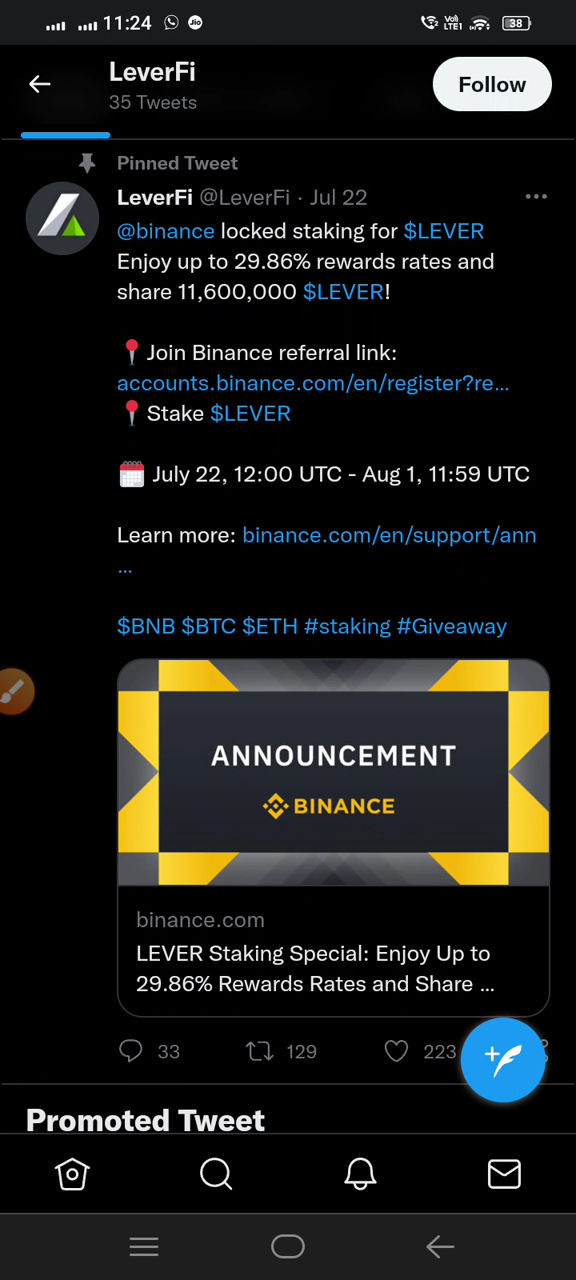 11:24
Jio
Vol
LTE1
38
LeverFi
35 Tweets
Follow
Pinned Tweet
LeverFi @LeverFi · Jul 22
@binance locked staking for $LEVER
Enjoy up to 29.86% rewards rates and
share 11,600,000 $LEVER!
📍Join Binance referral link:
accounts.binance.com/en/register?re…
📍Stake $LEVER
🗓️ July 22, 12:00 UTC - Aug 1, 11:59 UTC
Learn more: binance.com/en/support/ann
…
$BNB $BTC $ETH #staking #Giveaway
ANNOUNCEMENT
BINANCE
binance.com
LEVER Staking Special: Enjoy Up to
29.86% Rewards Rates and Share ...
33 129 223
Promoted Tweet